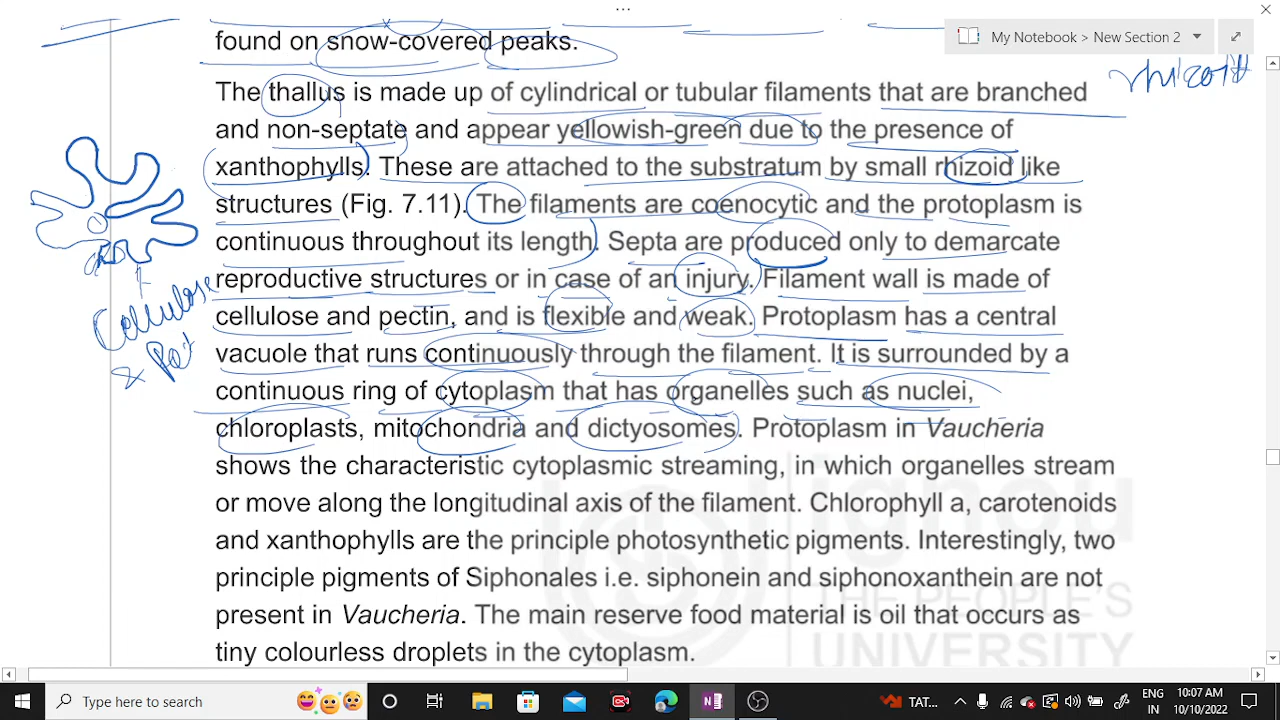 ...
found on snow-covered peaks.
My Notebook > New Section 2
rhizoid
The thallus is made up of cylindrical or tubular filaments that are branched
and non-septate and appear yellowish-green due to the presence of
xanthophylls. These are attached to the substratum by small rhizoid like
structures (Fig. 7.11). The filaments are coenocytic and the protoplasm is
continuous throughout its length. Septa are produced only to demarcate
reproductive structures or in case of an injury. Filament wall is made of
cellulose and pectin, and is flexible and weak. Protoplasm has a central
vacuole that runs continuously through the filament. It is surrounded by a
continuous ring of cytoplasm that has organelles such as nuclei,
chloroplasts, mitochondria and dictyosomes. Protoplasm in Vaucheria
shows the characteristic cytoplasmic streaming, in which organelles stream
or move along the longitudinal axis of the filament. Chlorophyll a, carotenoids
and xanthophylls are the principle photosynthetic pigments. Interestingly, two
principle pigments of Siphonales i.e. siphonein and siphonoxanthein are not
present in Vaucheria. The main reserve food material is oil that occurs as
tiny colourless droplets in the cytoplasm.
Cellulose
&
ignou
THE PEOPLE'S
UNIVERSITY
Type here to search
TAT...
ENG
IN
10:07 AM
10/10/2022